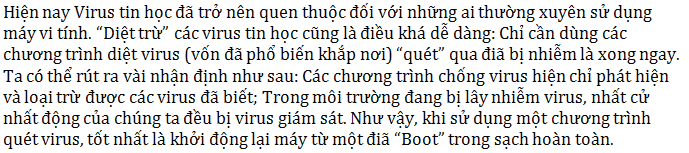 Hiện nay Virus tin học đã trở nên quen thuộc đối với những ai thường xuyên sử dụng
máy vi tính. “Diệt trừ” các virus tin học cũng là điều khá dễ dàng: Chỉ cần dùng các
chương trình diệt virus (vốn đã phổ biến khắp nơi) “quét” qua điã bị nhiễm là xong ngay.
Ta có thể rút ra vài nhận định như sau: Các chương trình chống virus hiện chỉ phát hiện
và loại trừ được các virus đã biết; Trong môi trường đang bị lây nhiễm virus, nhất cử
nhất động của chúng ta đều bị virus giám sát. Như vậy, khi sử dụng một chương trình
quét virus, tốt nhất là khởi động lại máy từ một điã “Boot” trong sạch hoàn toàn.